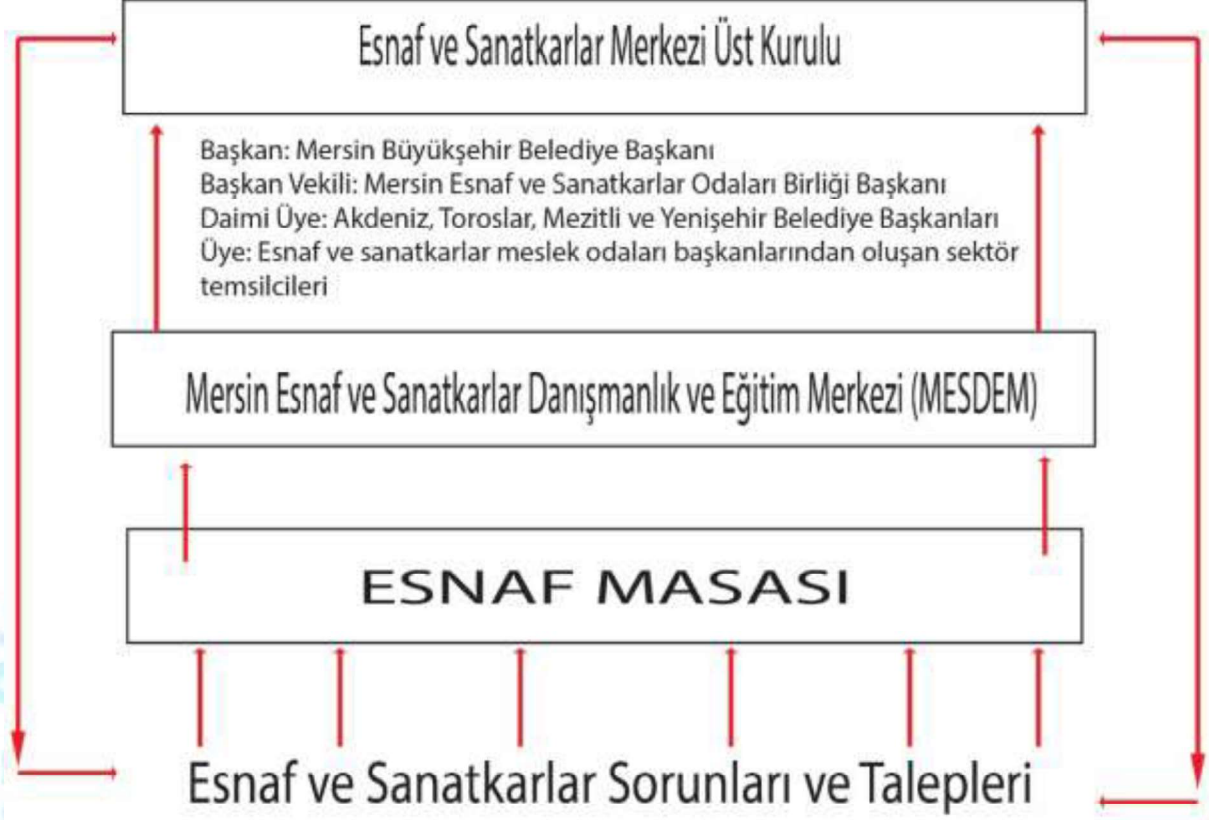 Esnaf ve Sanatkarlar Merkezi Üst Kurulu
Başkan: Mersin Büyükşehir Belediye Başkanı
Başkan Vekili: Mersin Esnaf ve Sanatkarlar Odaları Birliği Başkanı
Daimi Üye: Akdeniz, Toroslar, Mezitli ve Yenişehir Belediye Başkanları
Üye: Esnaf ve sanatkarlar meslek odaları başkanlarından oluşan sektör
temsilcileri
Mersin Esnaf ve Sanatkarlar Danışmanlık ve Eğitim Merkezi (MESDEM)
ESNAF MASASI
Esnaf ve Sanatkarlar Sorunları ve Talepleri